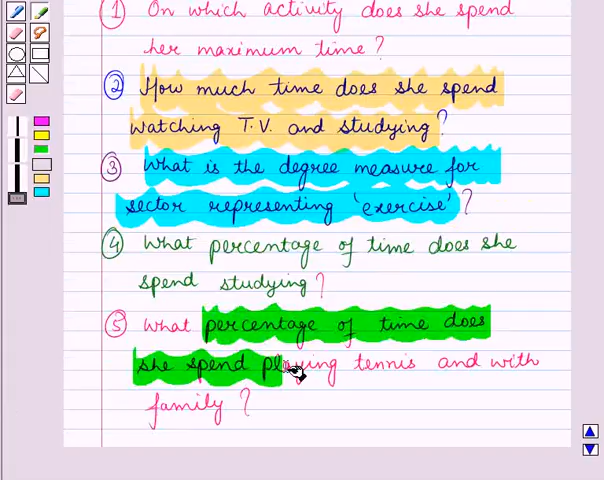 1 On which activity does she spend
her maximum time?
2 How much time does she spend
watching T.V. and studying?
3 What is the degree measure for
sector representing 'exercise'?
4 What percentage of time does she
spend studying?
5 What percentage of time does
she spend playing tennis and with
family?